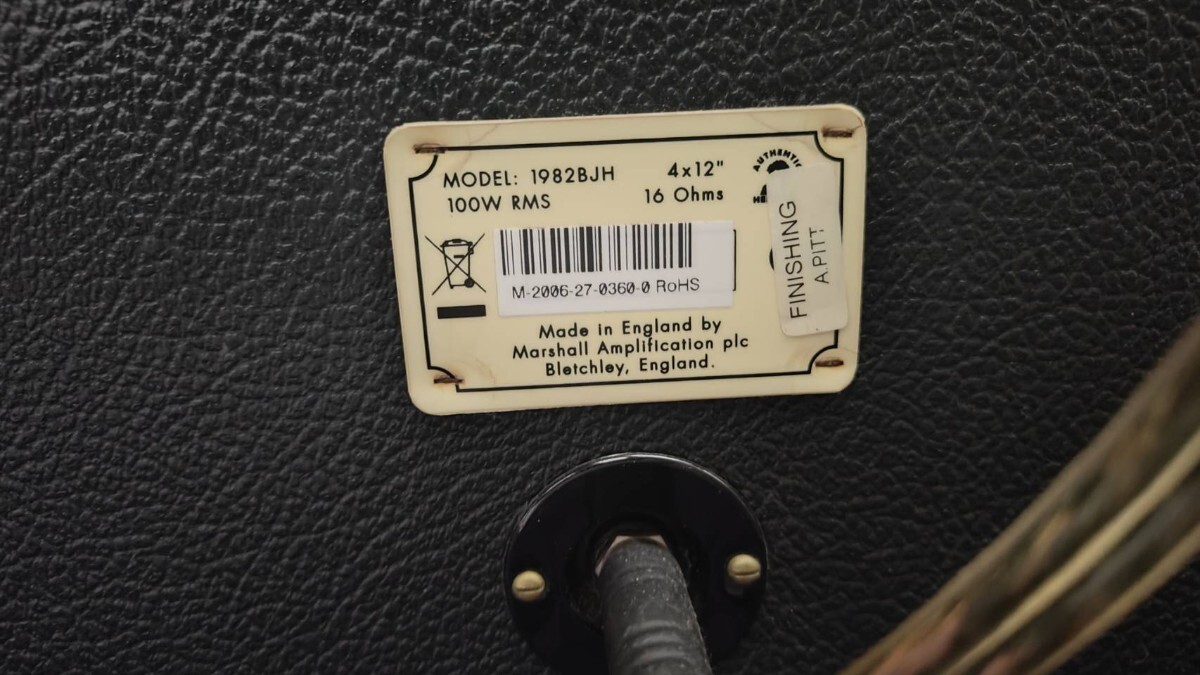 MODEL: 1982BJH 4x12"
100W RMS 16 Ohms
AUTHENTIC
M-2006-27-0360-0 RoHS
Made in England by
Marshall Amplification plc
Bletchley, England.
FINISHING
A.PITT